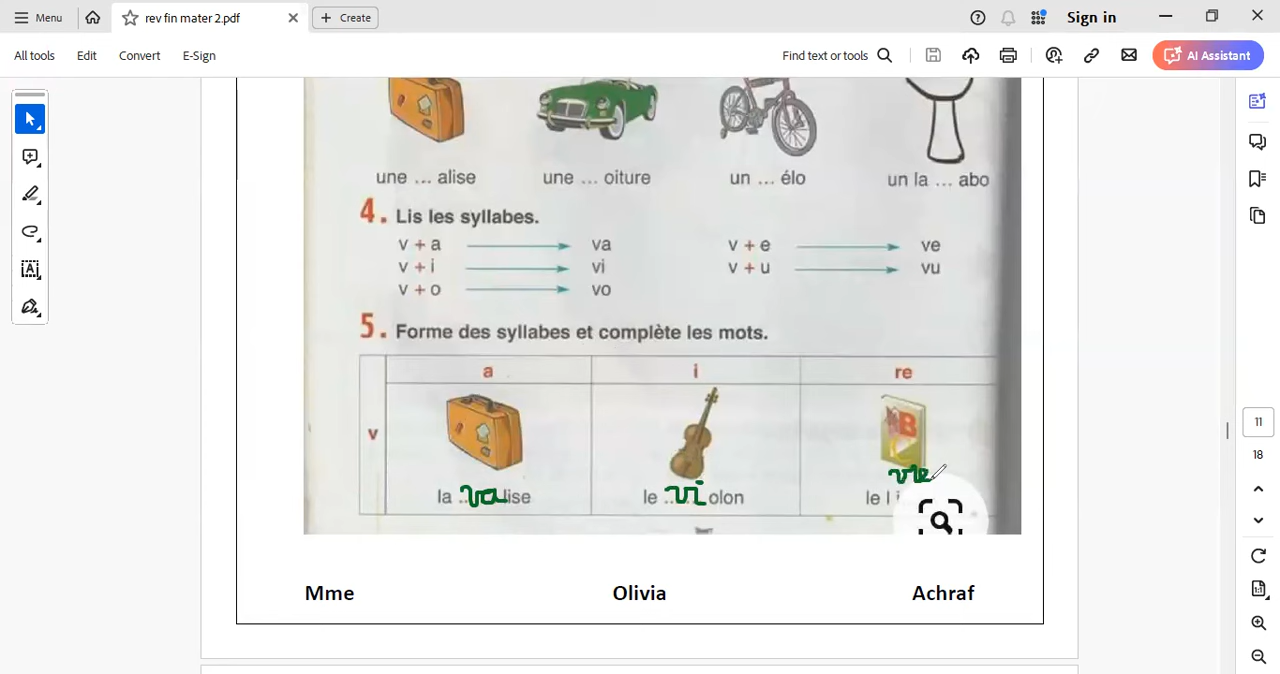 Menu
rev fin mater 2.pdf
Create
Sign in
All tools Edit Convert E-Sign
Find text or tools
AI Assistant
une ... alise une ... oiture un ... élo un la ... abo
4. Lis les syllabes.
v + a va v + e ve
v + i vi v + u vu
v + o vo
5. Forme des syllabes et complète les mots.
a i re
B
v
vre
la ..valise le ..vi.. olon le l i
Mme Olivia Achraf
11
18